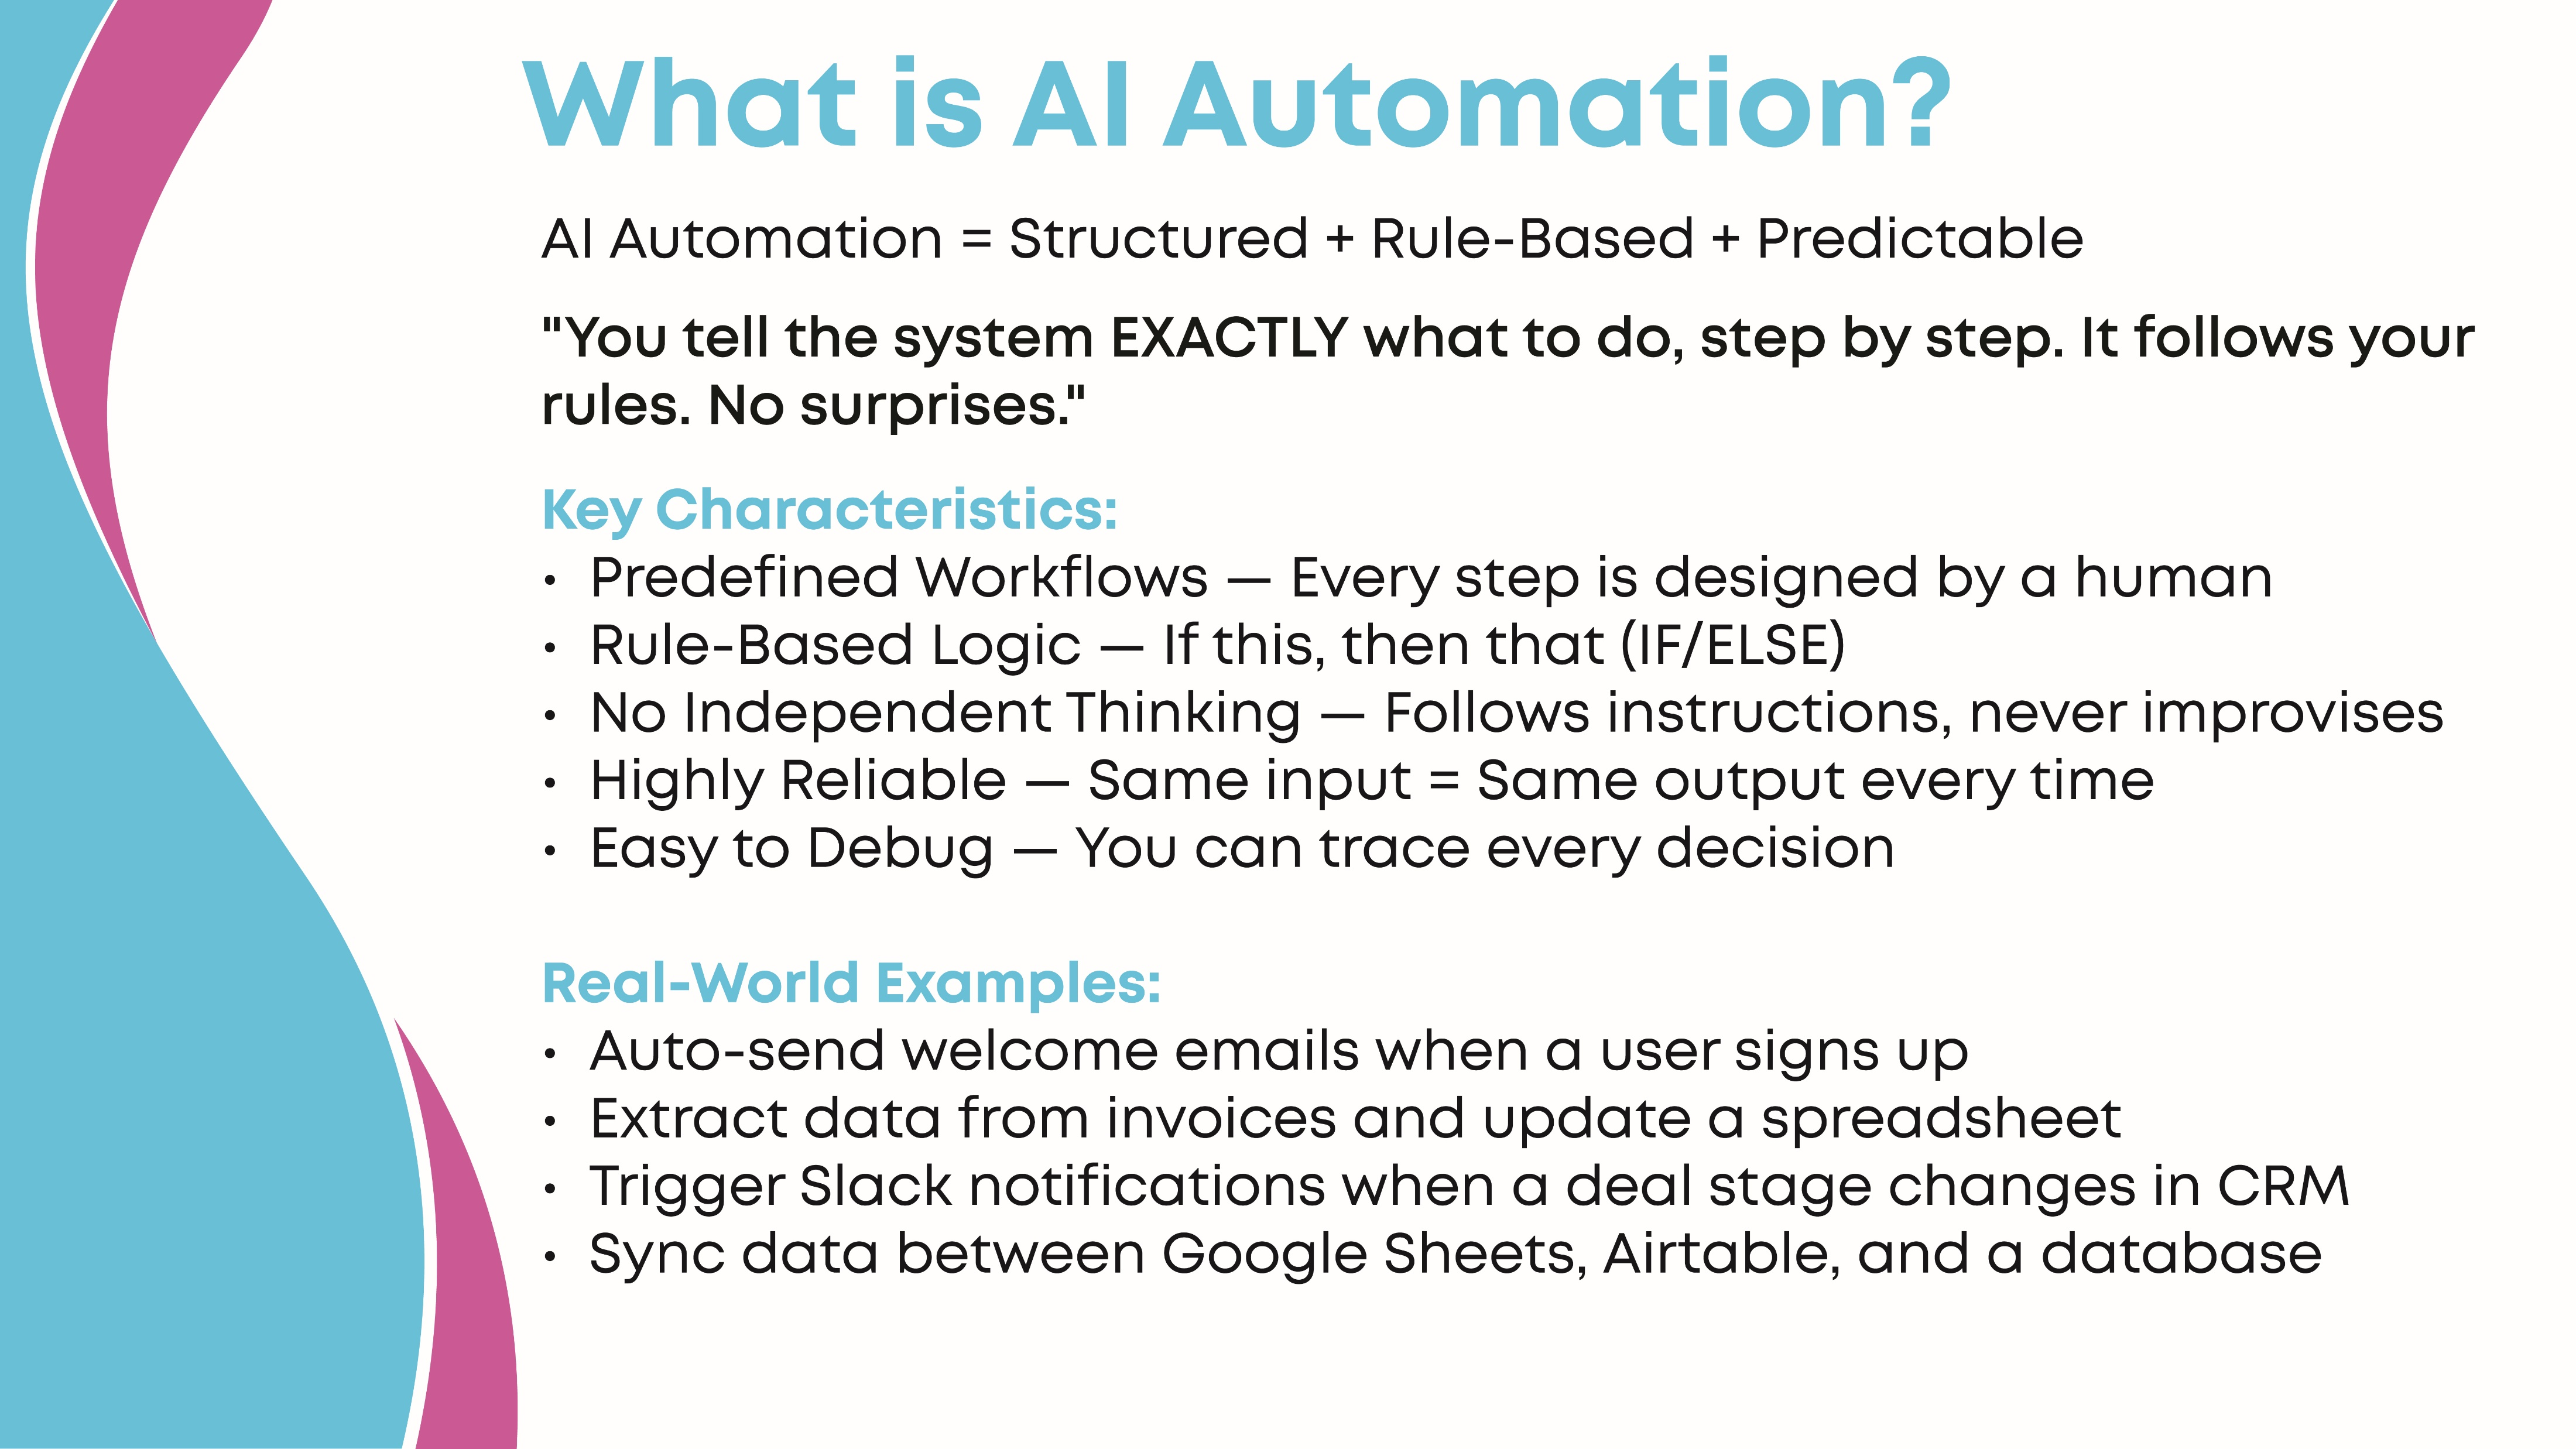 What is AI Automation?
AI Automation = Structured + Rule-Based + Predictable
"You tell the system EXACTLY what to do, step by step. It follows your
rules. No surprises."
Key Characteristics:
• Predefined Workflows — Every step is designed by a human
• Rule-Based Logic — If this, then that (IF/ELSE)
• No Independent Thinking — Follows instructions, never improvises
• Highly Reliable — Same input = Same output every time
• Easy to Debug — You can trace every decision
Real-World Examples:
• Auto-send welcome emails when a user signs up
• Extract data from invoices and update a spreadsheet
• Trigger Slack notifications when a deal stage changes in CRM
• Sync data between Google Sheets, Airtable, and a database